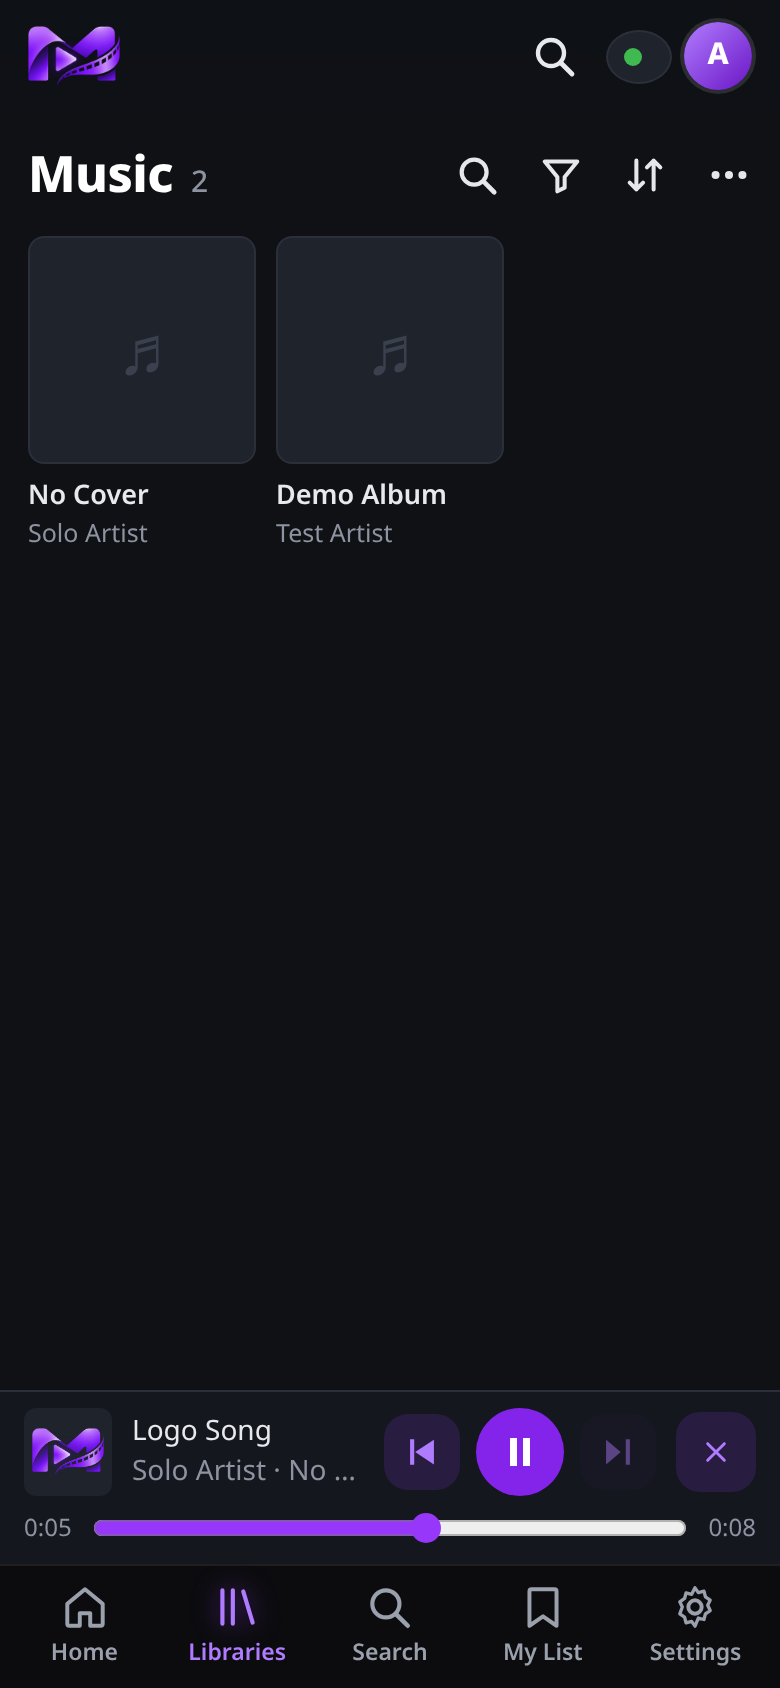 A
Music 2
No Cover
Solo Artist
Demo Album
Test Artist
Logo Song
Solo Artist · No ...
0:05
0:08
Home
Libraries
Search
My List
Settings